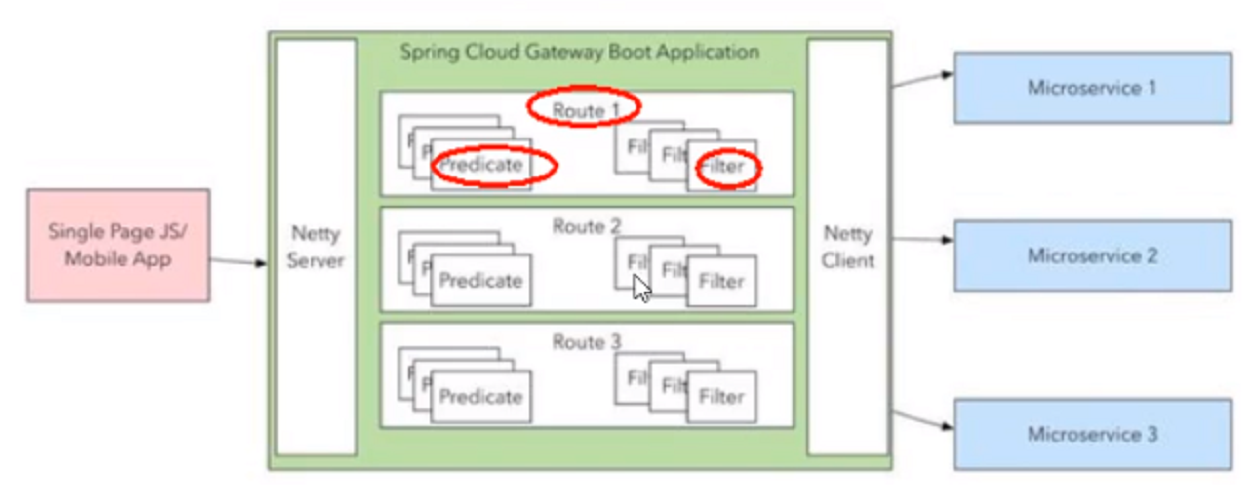 Spring Cloud Gateway Boot Application
Route 1
Predicate
Fil
Filt
Filter
Single Page JS/
Mobile App
Netty
Server
Route 2
Predicate
Fil
Filt
Filter
Netty
Client
Route 3
Predicate
Fil
Filt
Filter
Microservice 1
Microservice 2
Microservice 3